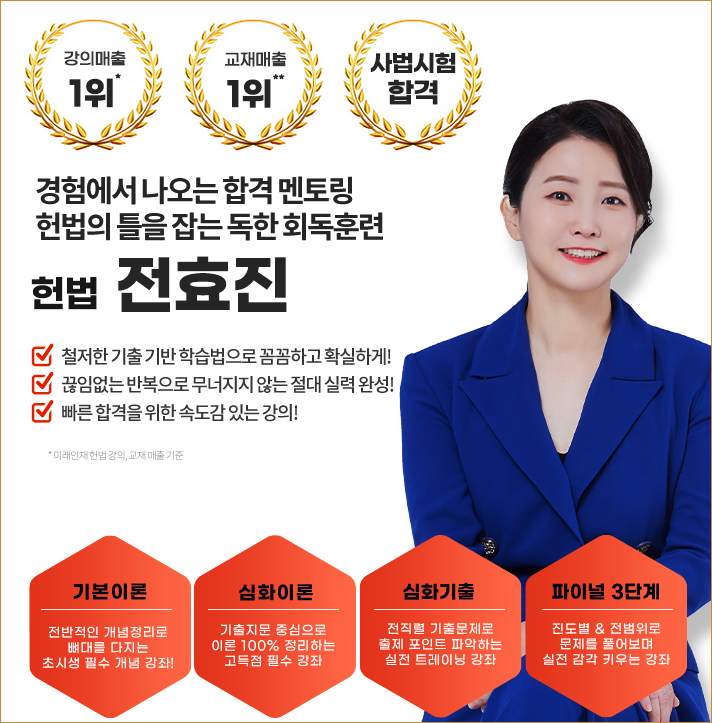 강의매출
1위*
교재매출
1위**
사법시험
합격
경험에서 나오는 합격 멘토링
헌법의 틀을 잡는 독한 회독훈련
헌법 전효진
철저한 기출 기반 학습법으로 꼼꼼하고 확실하게!
끊임없는 반복으로 무너지지 않는 절대 실력 완성!
빠른 합격을 위한 속도감 있는 강의!
* 미래인재 헌법 강의, 교재 매출 기준
기본이론
전반적인 개념정리로
뼈대를 다지는
초시생 필수 개념 강좌!
심화이론
기출지문 중심으로
이론 100% 정리하는
고득점 필수 강좌
심화기출
전직렬 기출문제로
출제 포인트 파악하는
실전 트레이닝 강좌
파이널 3단계
진도별 & 전범위로
문제를 풀어보며
실전 감각 키우는 강좌